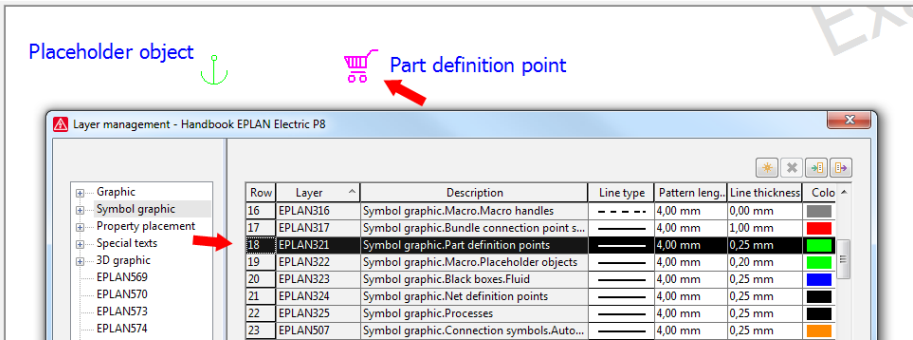 Exa
Placeholder object
Part definition point
Layer management - Handbook EPLAN Electric P8
Graphic
Symbol graphic
Property placement
Special texts
3D graphic
EPLAN569
EPLAN570
EPLAN573
EPLAN574
Row Layer Description Line type Pattern leng... Line thickness Colo
16 EPLAN316 Symbol graphic.Macro.Macro handles 4,00 mm 0,00 mm
17 EPLAN317 Symbol graphic.Bundle connection point s... 4,00 mm 1,00 mm
18 EPLAN321 Symbol graphic.Part definition points 4,00 mm 0,25 mm
19 EPLAN322 Symbol graphic.Macro.Placeholder objects 4,00 mm 0,20 mm
20 EPLAN323 Symbol graphic.Black boxes.Fluid 4,00 mm 0,25 mm
21 EPLAN324 Symbol graphic.Net definition points 4,00 mm 0,25 mm
22 EPLAN325 Symbol graphic.Processes 4,00 mm 0,25 mm
23 EPLAN507 Symbol graphic.Connection symbols.Auto... 4,00 mm 0,25 mm